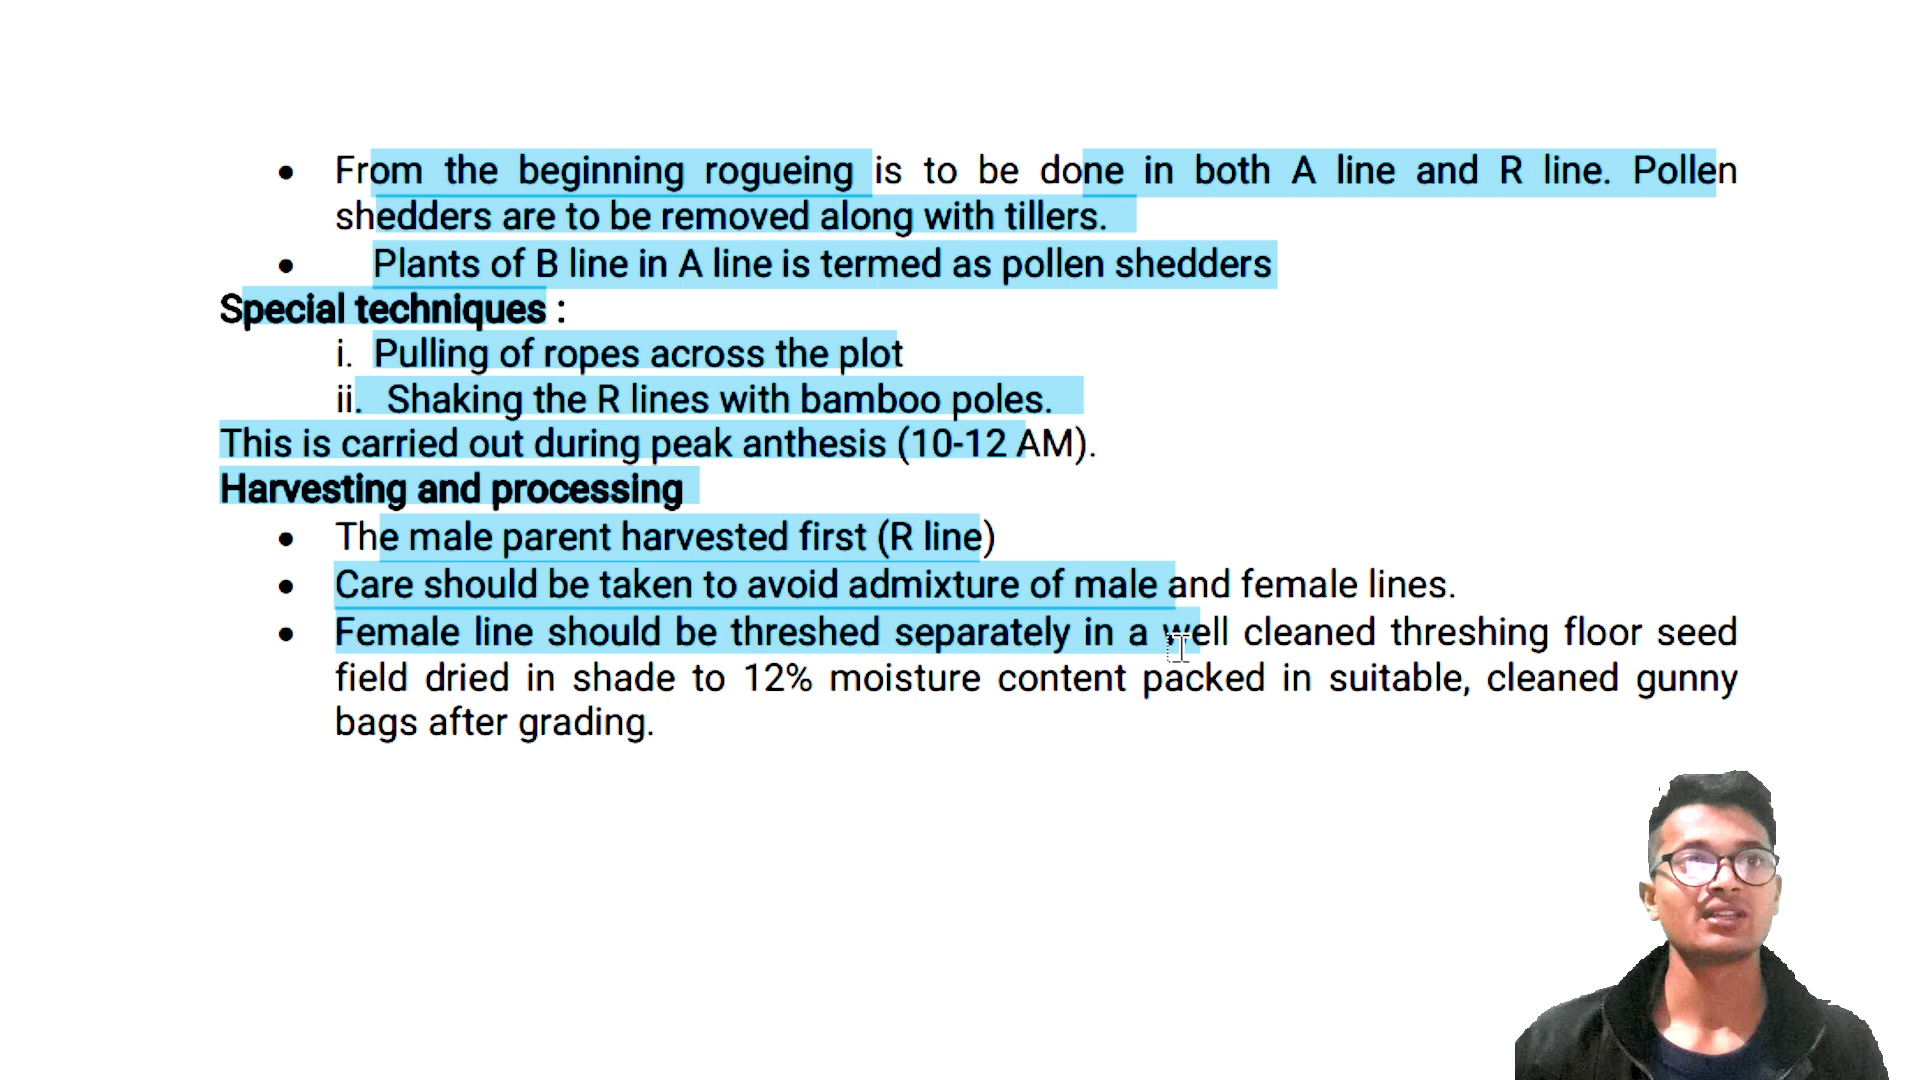 • From the beginning rogueing is to be done in both A line and R line. Pollen
shedders are to be removed along with tillers.
• Plants of B line in A line is termed as pollen shedders
Special techniques :
i. Pulling of ropes across the plot
ii. Shaking the R lines with bamboo poles.
This is carried out during peak anthesis (10-12 AM).
Harvesting and processing
• The male parent harvested first (R line)
• Care should be taken to avoid admixture of male and female lines.
• Female line should be threshed separately in a well cleaned threshing floor seed
field dried in shade to 12% moisture content packed in suitable, cleaned gunny
bags after grading.